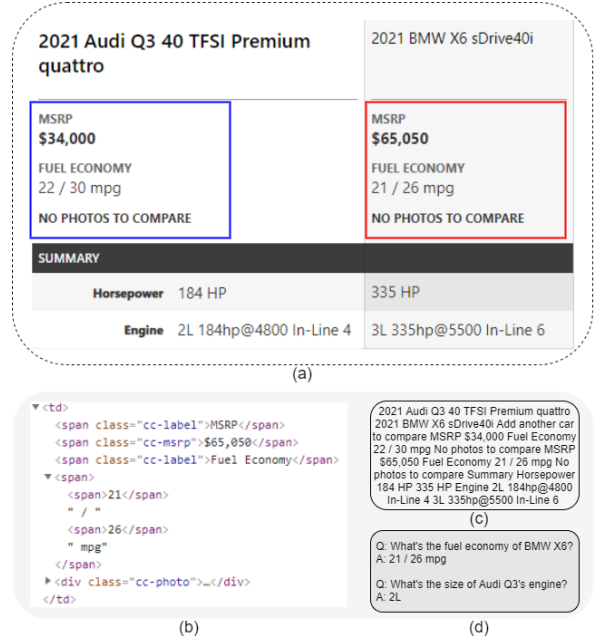 2021 Audi Q3 40 TFSI Premium quattro
2021 BMW X6 sDrive40i
MSRP
$34,000
FUEL ECONOMY
22 / 30 mpg
NO PHOTOS TO COMPARE
MSRP
$65,050
FUEL ECONOMY
21 / 26 mpg
NO PHOTOS TO COMPARE
SUMMARY
Horsepower 184 HP 335 HP
Engine 2L 184hp@4800 In-Line 4 3L 335hp@5500 In-Line 6
(a)
▼<td>
<span class="cc-label">MSRP</span>
<span class="cc-msrp">$65,050</span>
<span class="cc-label">Fuel Economy</span>
▼<span>
<span>21</span>
" / "
<span>26</span>
" mpg"
</span>
▶<div class="cc-photo">…</div>
</td>
(b)
2021 Audi Q3 40 TFSI Premium quattro
2021 BMW X6 sDrive40i Add another car
to compare MSRP $34,000 Fuel Economy
22 / 30 mpg No photos to compare MSRP
$65,050 Fuel Economy 21 / 26 mpg No
photos to compare Summary Horsepower
184 HP 335 HP Engine 2L 184hp@4800
In-Line 4 3L 335hp@5500 In-Line 6
(c)
Q: What's the fuel economy of BMW X6?
A: 21 / 26 mpg
Q: What's the size of Audi Q3's engine?
A: 2L
(d)